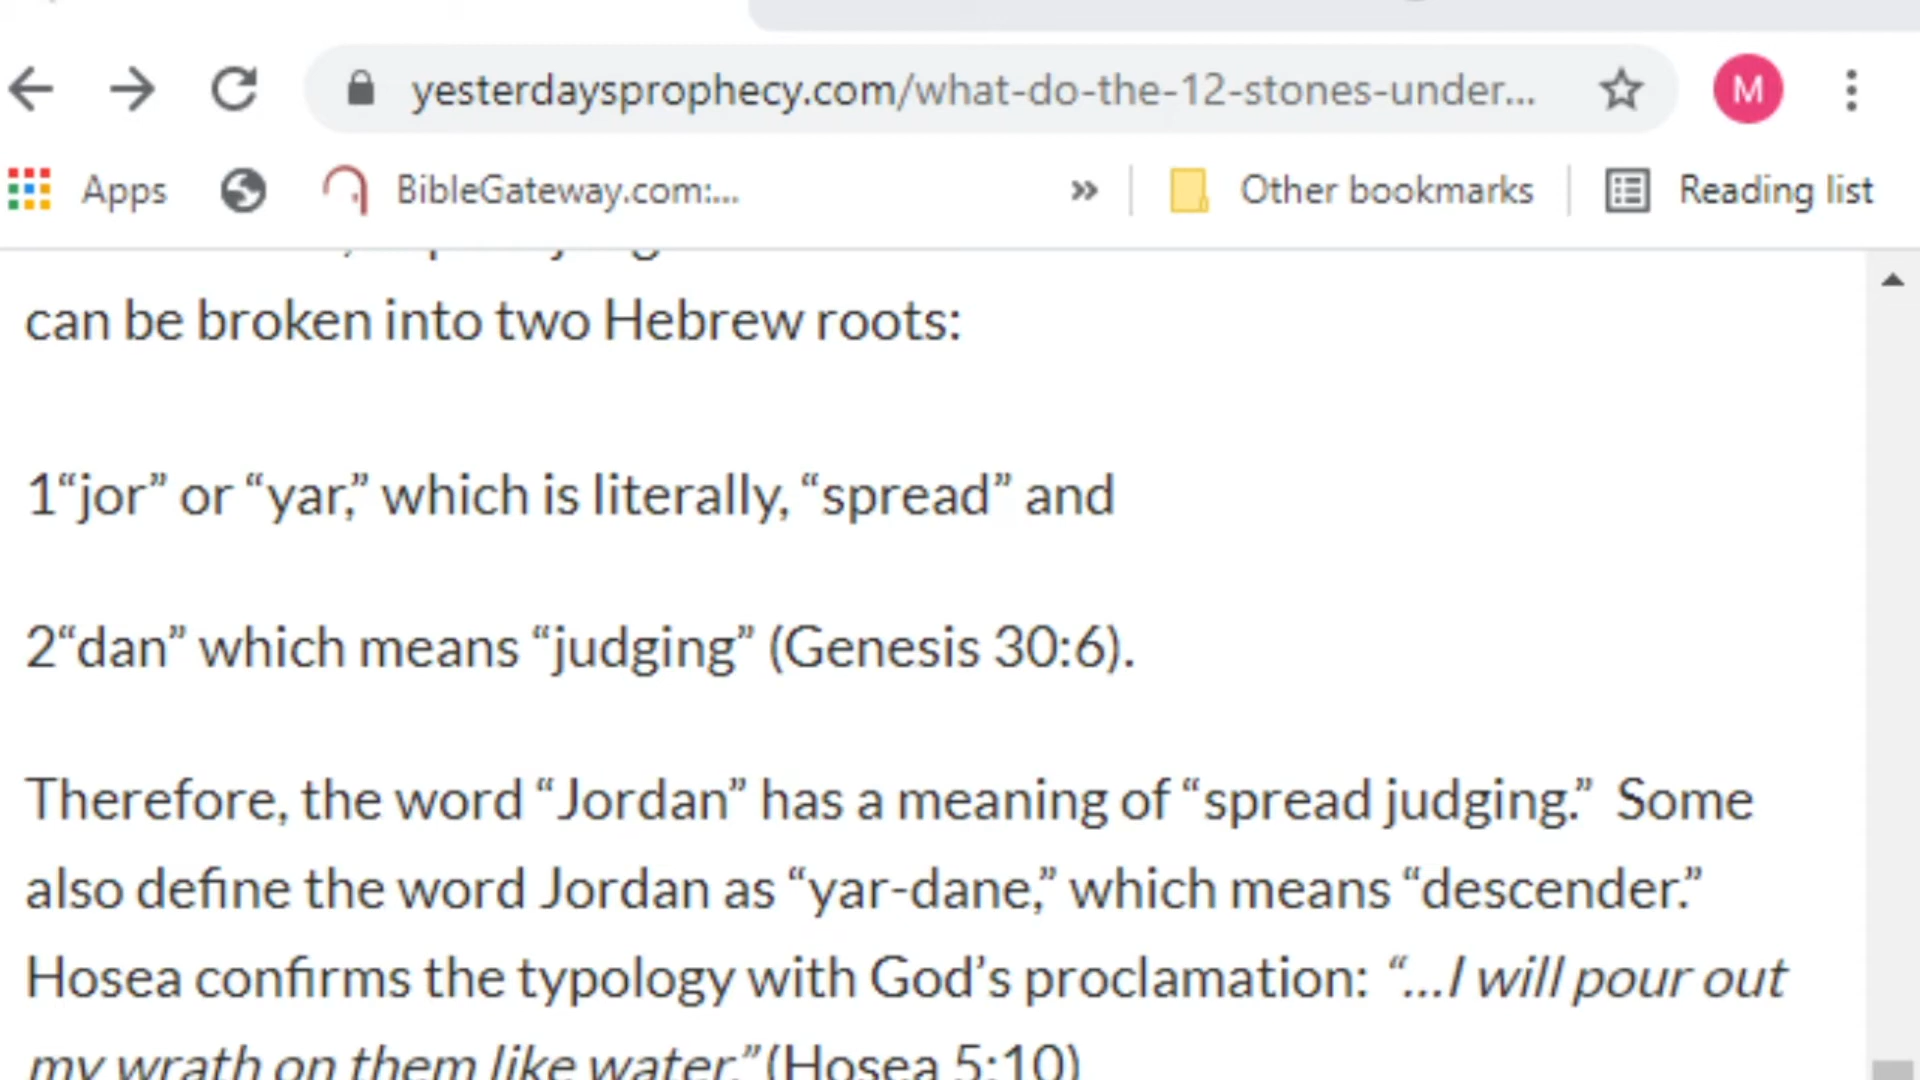 yesterdaysprophecy.com/what-do-the-12-stones-under...
M
Apps
BibleGateway.com:...
»
Other bookmarks
Reading list
can be broken into two Hebrew roots:
1“jor” or “yar,” which is literally, “spread” and
2“dan” which means “judging” (Genesis 30:6).
Therefore, the word “Jordan” has a meaning of “spread judging.”  Some
also define the word Jordan as “yar-dane,” which means “descender.”
Hosea confirms the typology with God’s proclamation: “...I will pour out
my wrath on them like water.” (Hosea 5:10)